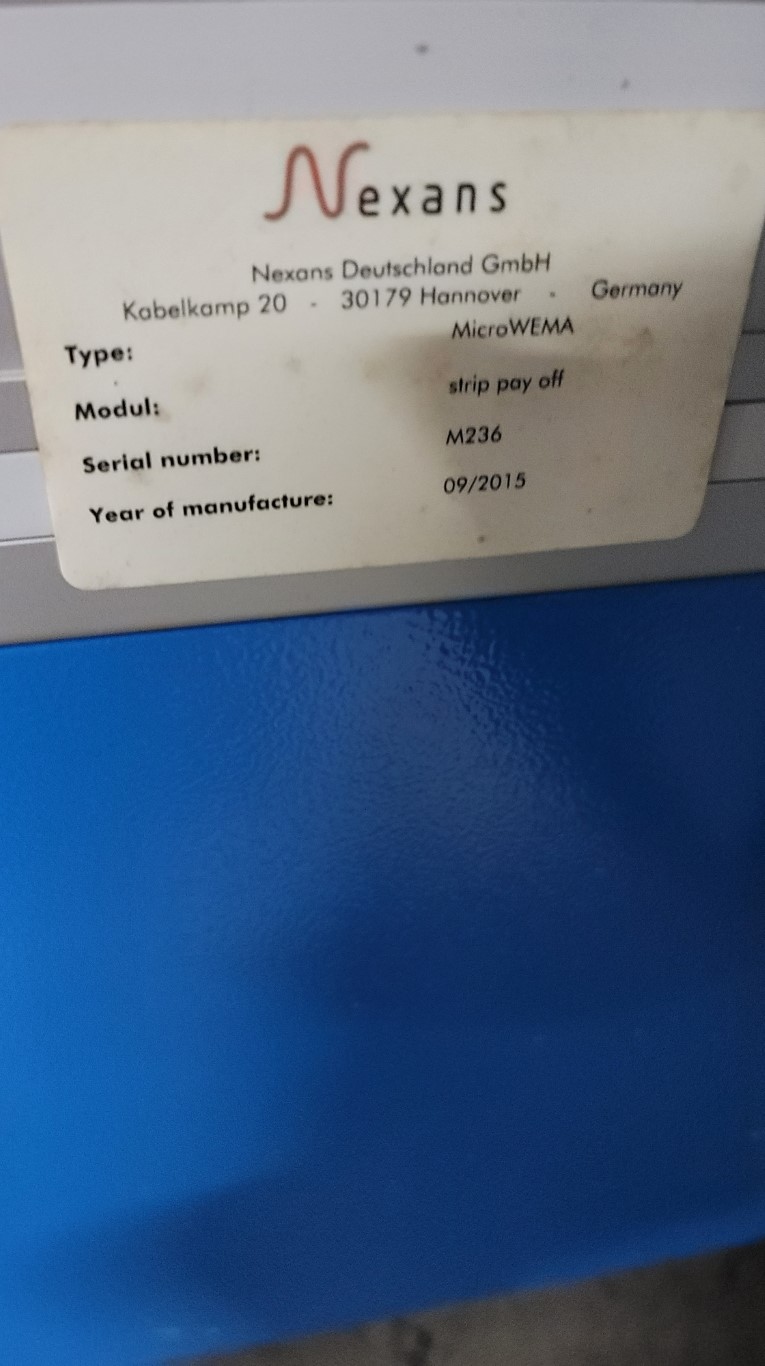 Nexans
Nexans Deutschland GmbH
Kabelkamp 20 - 30179 Hannover - Germany
Type: MicroWEMA
Modul: strip pay off
Serial number: M236
Year of manufacture: 09/2015